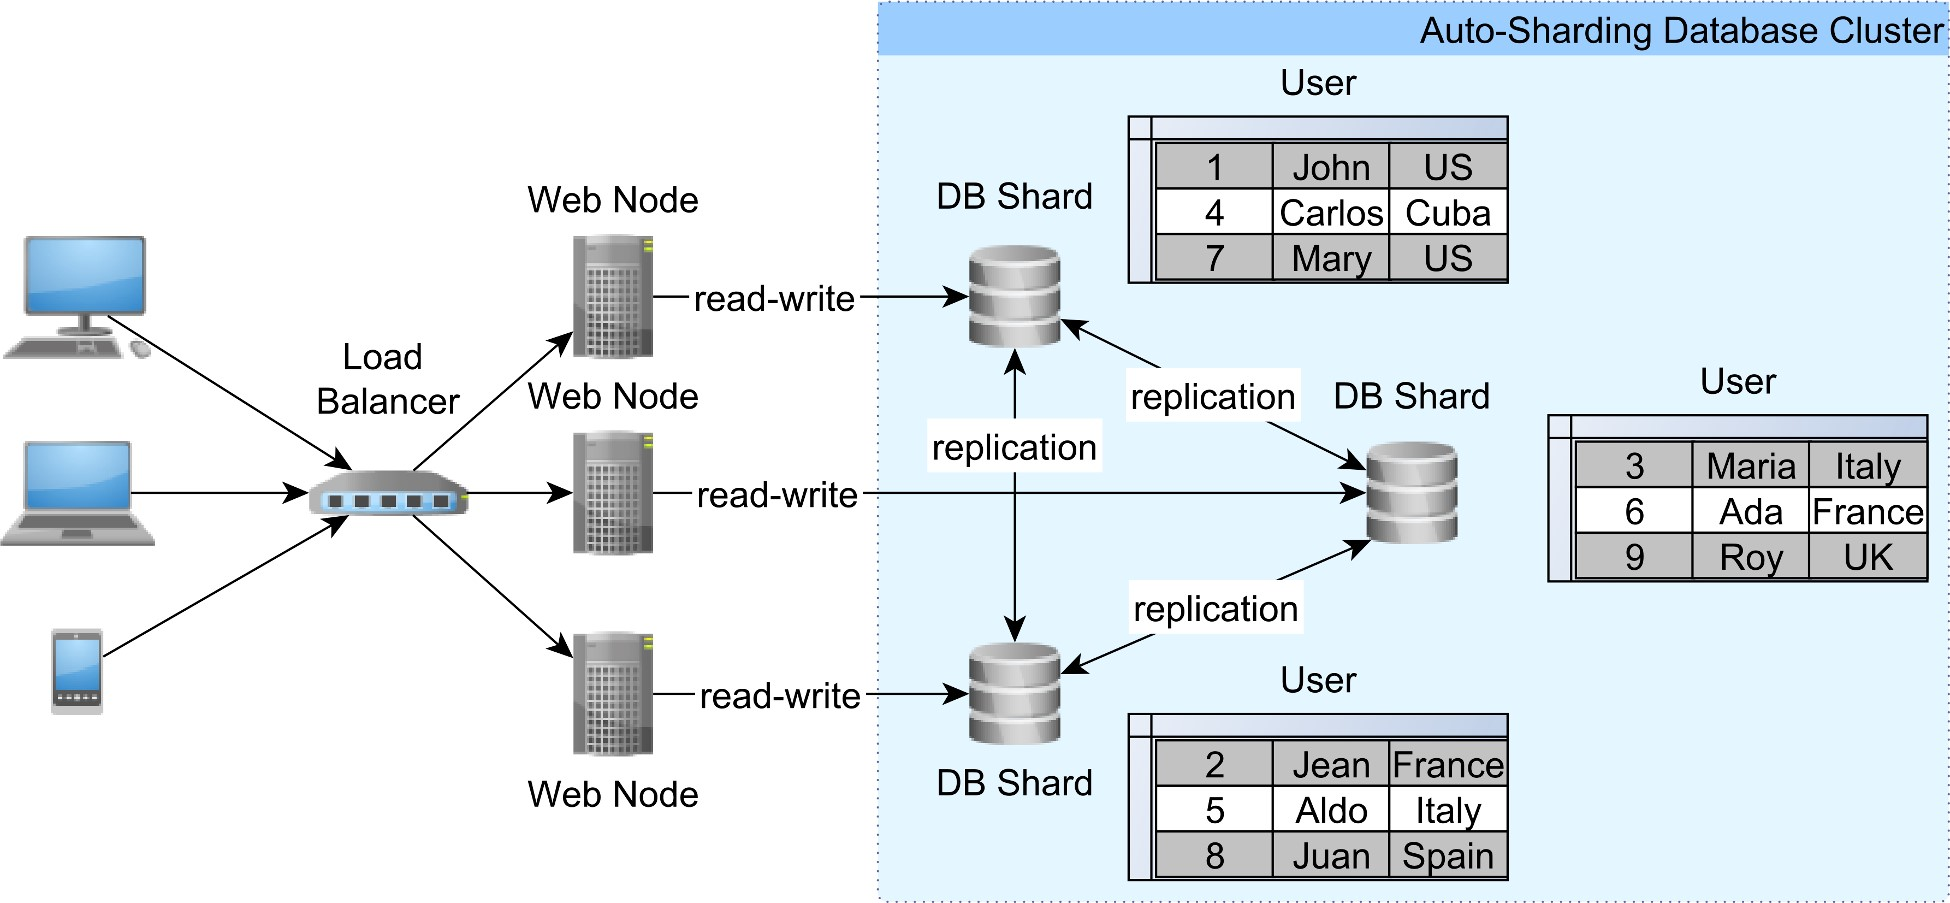 Auto-Sharding Database Cluster
User
1 John US
4 Carlos Cuba
7 Mary US
DB Shard
Web Node
read-write
Load
Balancer
Web Node
replication
replication
DB Shard
User
3 Maria Italy
6 Ada France
9 Roy UK
read-write
replication
User
2 Jean France
5 Aldo Italy
8 Juan Spain
read-write
DB Shard
Web Node